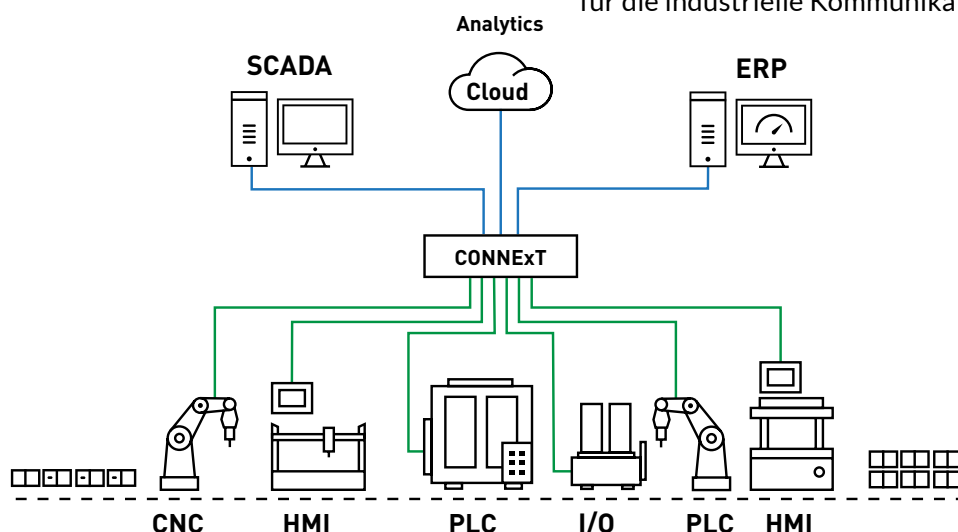 für die industrielle Kommunika
Analytics
SCADA
Cloud
ERP
CONNExT
CNC HMI PLC I/O PLC HMI